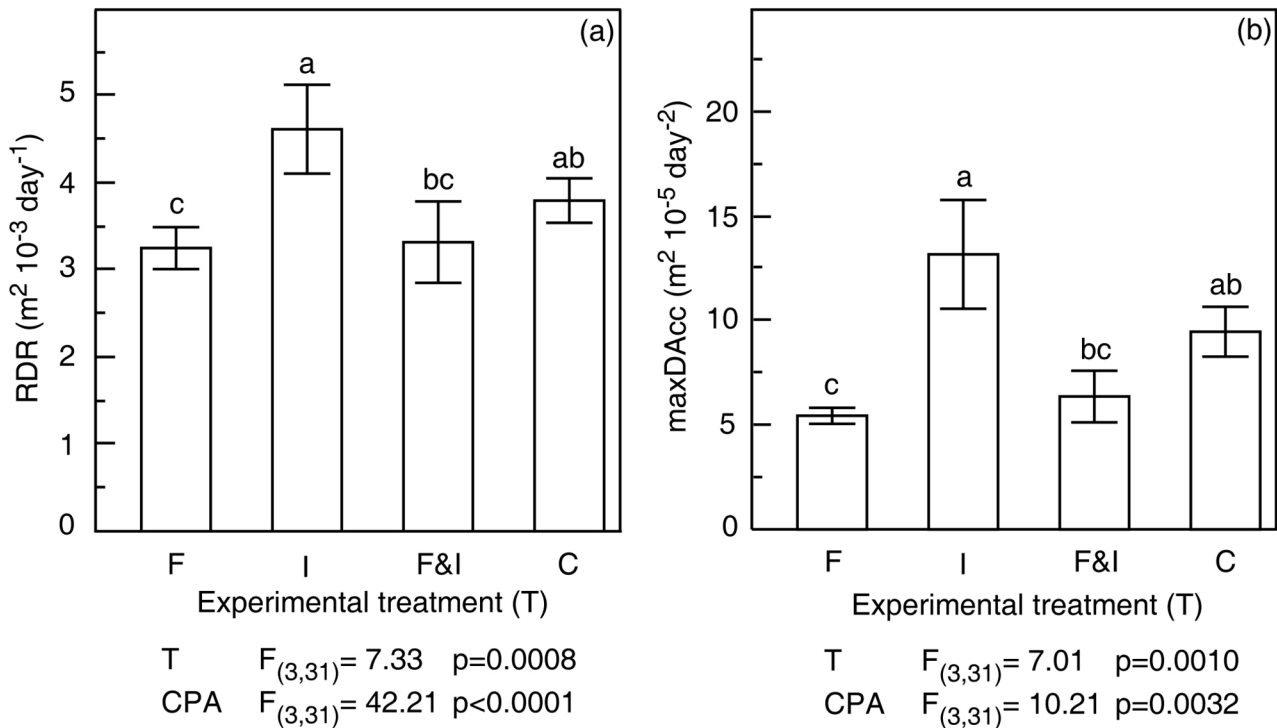 (a)
RDR (m² 10⁻³ day⁻¹)
5
4
3
2
1
0
c
a
bc
ab
F I F&I C
Experimental treatment (T)
T F(3,31)= 7.33 p=0.0008
CPA F(3,31)= 42.21 p<0.0001
(b)
maxDAcc (m² 10⁻⁵ day⁻²)
20
15
10
5
0
c
a
bc
ab
F I F&I C
Experimental treatment (T)
T F(3,31)= 7.01 p=0.0010
CPA F(3,31)= 10.21 p=0.0032